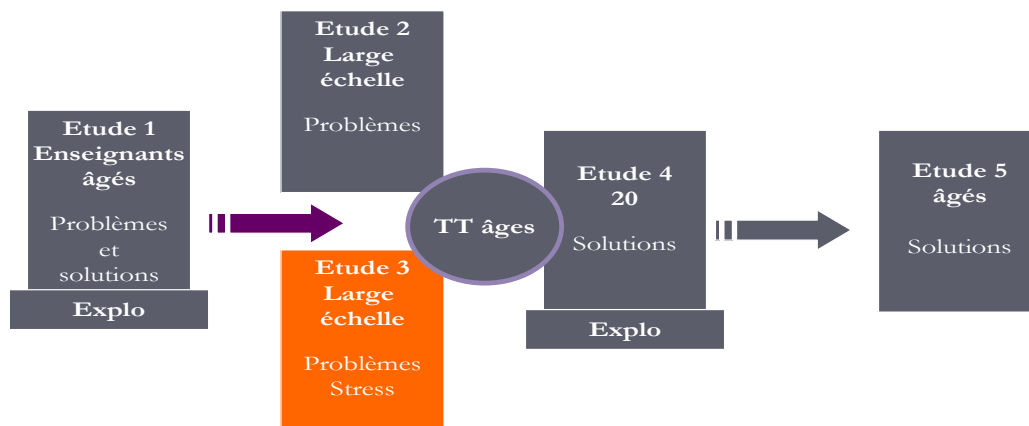 Etude 1
Enseignants
âgés
Problèmes
et
solutions
Explo
Etude 2
Large
échelle
Problèmes
Etude 3
Large
échelle
Problèmes
Stress
TT âges
Etude 4
20
Solutions
Explo
Etude 5
âgés
Solutions